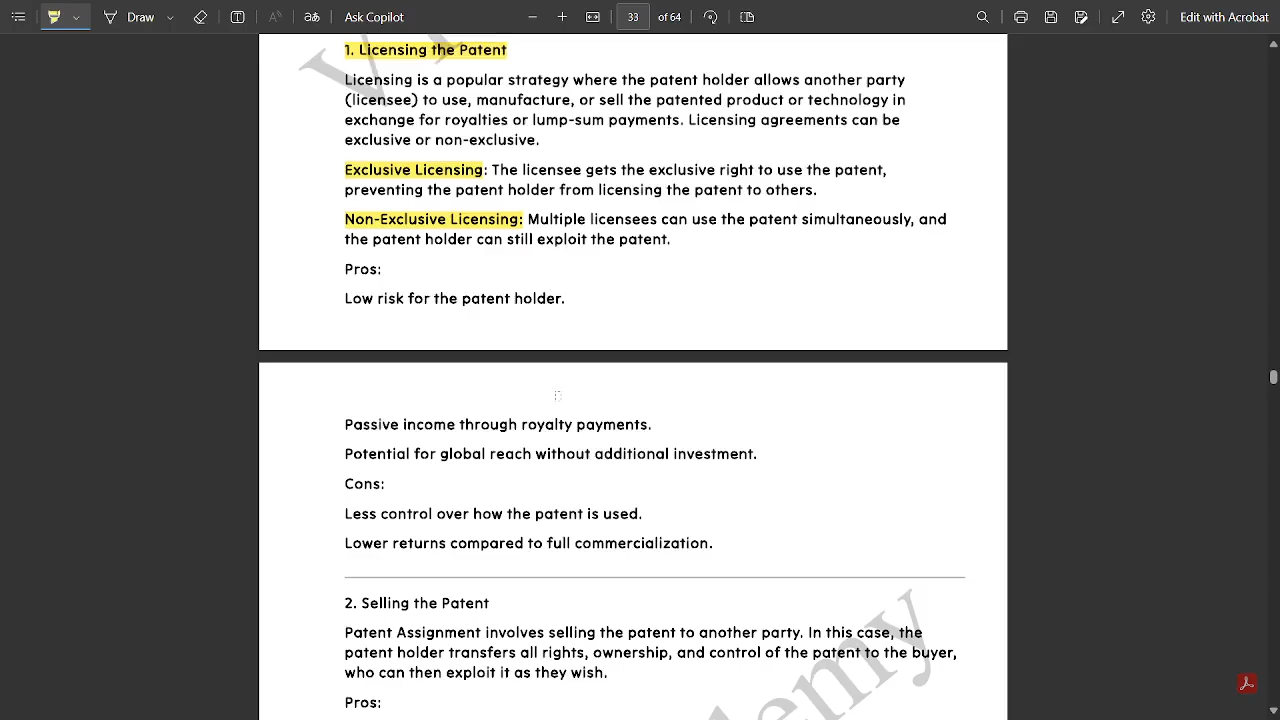 Draw
Ask Copilot
33
of 64
Edit with Acrobat
1. Licensing the Patent
Licensing is a popular strategy where the patent holder allows another party
(licensee) to use, manufacture, or sell the patented product or technology in
exchange for royalties or lump-sum payments. Licensing agreements can be
exclusive or non-exclusive.
Exclusive Licensing: The licensee gets the exclusive right to use the patent,
preventing the patent holder from licensing the patent to others.
Non-Exclusive Licensing: Multiple licensees can use the patent simultaneously, and
the patent holder can still exploit the patent.
Pros:
Low risk for the patent holder.
Passive income through royalty payments.
Potential for global reach without additional investment.
Cons:
Less control over how the patent is used.
Lower returns compared to full commercialization.
2. Selling the Patent
Patent Assignment involves selling the patent to another party. In this case, the
patent holder transfers all rights, ownership, and control of the patent to the buyer,
who can then exploit it as they wish.
Pros: